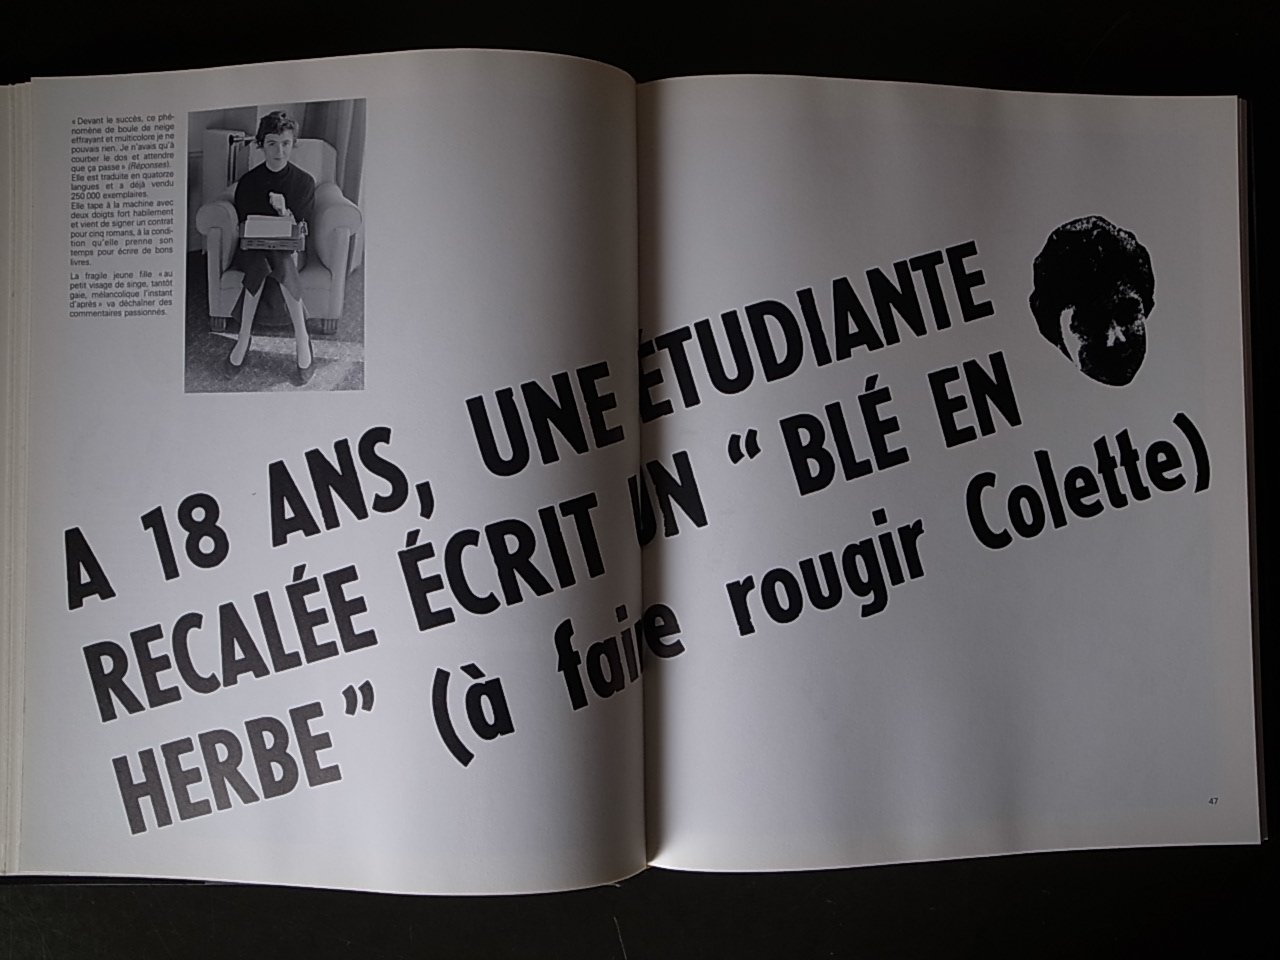 « Devant le succès, ce phé-
nomène de boule de neige
effrayant et multicolore je ne
pouvais rien. Je n'avais qu'à
courber le dos et attendre
que ça passe » (Réponses).
Elle est traduite en quatorze
langues et a déjà vendu
250 000 exemplaires.
Elle tape à la machine avec
deux doigts fort habilement
et vient de signer un contrat
pour cinq romans, à la condi-
tion qu'elle prenne son
temps pour écrire de bons
livres.
La fragile jeune fille « au
petit visage de singe, tantôt
gaie, mélancolique l'instant
d'après » va déchaîner des
commentaires passionnés.
A 18 ANS, UNE ÉTUDIANTE
RECALÉE ÉCRIT UN “ BLÉ EN
HERBE ” (à faire rougir Colette)
47